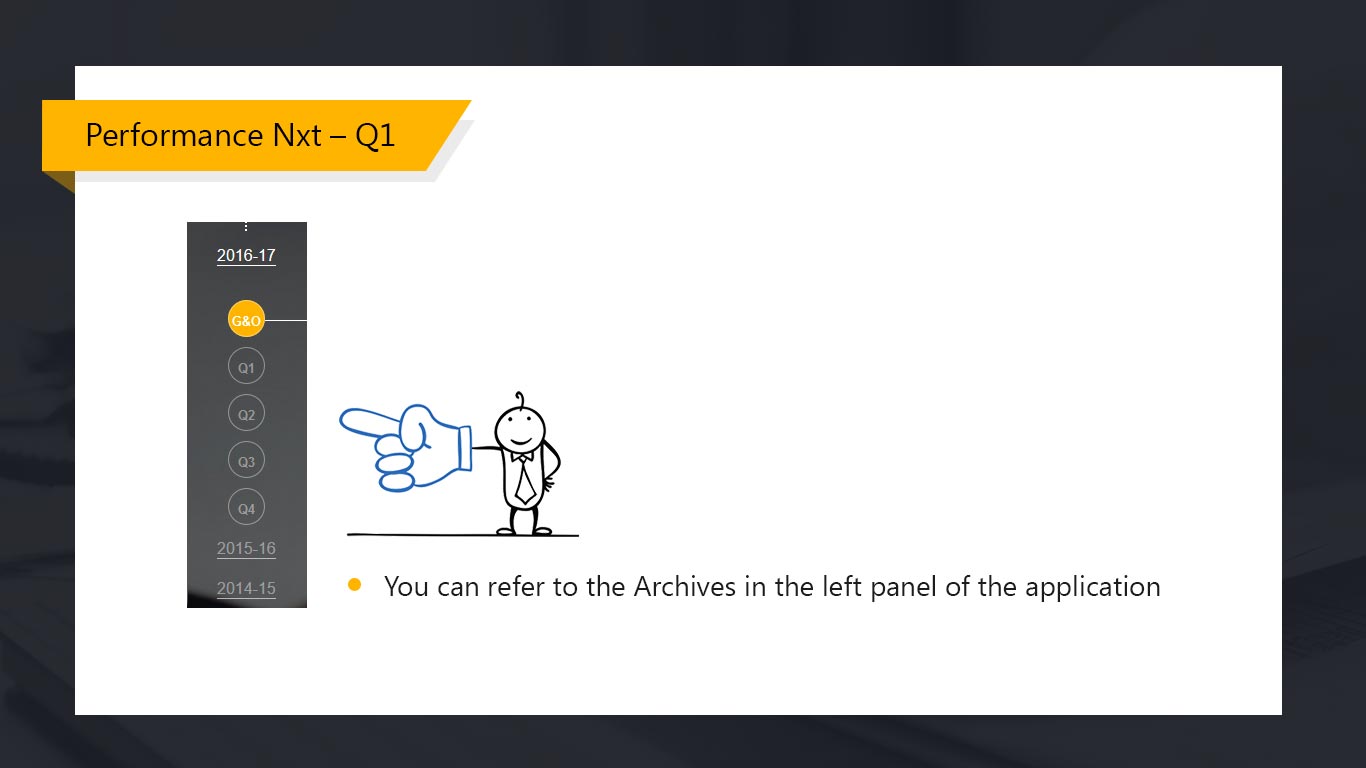 Performance Nxt – Q1
2016-17
G&O
Q1
Q2
Q3
Q4
2015-16
2014-15
You can refer to the Archives in the left panel of the application